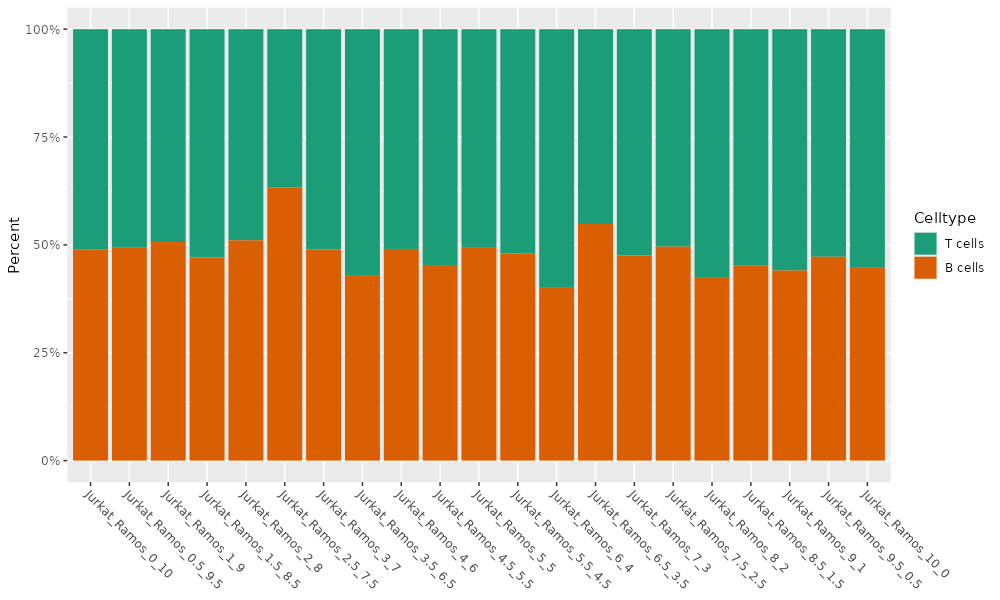 100%
75%
50%
25%
0%
Percent
Jurkat_Ramos_0_10
Jurkat_Ramos_0.5_9.5
Jurkat_Ramos_1_9
Jurkat_Ramos_1.5_8.5
Jurkat_Ramos_2_8
Jurkat_Ramos_2.5_7.5
Jurkat_Ramos_3_7
Jurkat_Ramos_3.5_6.5
Jurkat_Ramos_4_6
Jurkat_Ramos_4.5_5.5
Jurkat_Ramos_5_5
Jurkat_Ramos_5.5_4.5
Jurkat_Ramos_6_4
Jurkat_Ramos_6.5_3.5
Jurkat_Ramos_7_3
Jurkat_Ramos_7.5_2.5
Jurkat_Ramos_8_2
Jurkat_Ramos_8.5_1.5
Jurkat_Ramos_9_1
Jurkat_Ramos_9.5_0.5
Jurkat_Ramos_10_0
Celltype
T cells
B cells